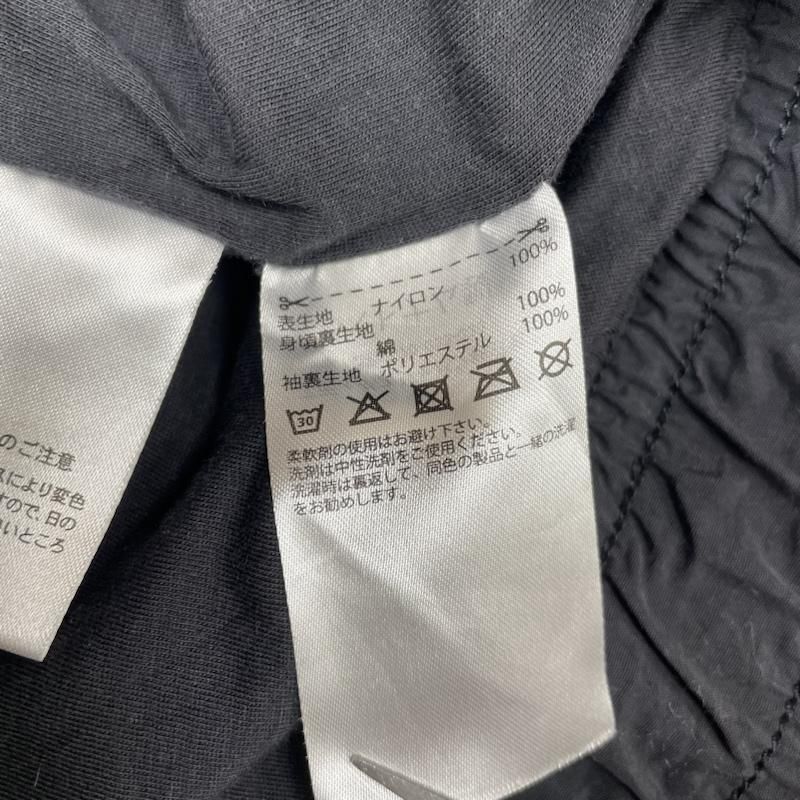 表生地 ナイロン 100%
身頃裏生地
綿 100%
袖裏生地 ポリエステル 100%
30
柔軟剤の使用はお避け下さい。
洗剤は中性洗剤をご使用ください。
洗濯時は裏返して、同色の製品と一緒の洗濯
をお勧めします。
のご注意
スにより変色
すので、日の
いところ